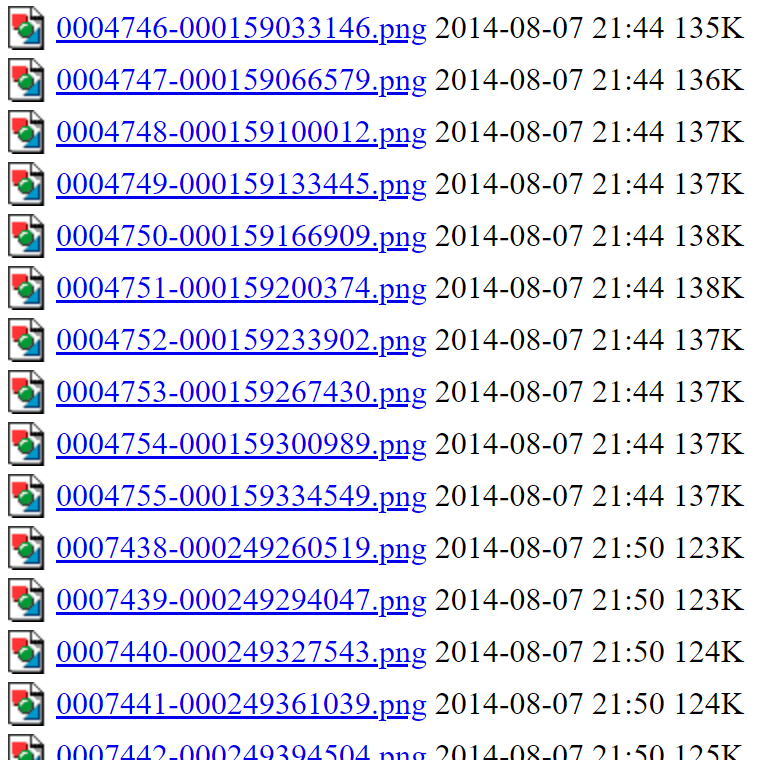 0004746-000159033146.png 2014-08-07 21:44 135K
0004747-000159066579.png 2014-08-07 21:44 136K
0004748-000159100012.png 2014-08-07 21:44 137K
0004749-000159133445.png 2014-08-07 21:44 137K
0004750-000159166909.png 2014-08-07 21:44 138K
0004751-000159200374.png 2014-08-07 21:44 138K
0004752-000159233902.png 2014-08-07 21:44 137K
0004753-000159267430.png 2014-08-07 21:44 137K
0004754-000159300989.png 2014-08-07 21:44 137K
0004755-000159334549.png 2014-08-07 21:44 137K
0007438-000249260519.png 2014-08-07 21:50 123K
0007439-000249294047.png 2014-08-07 21:50 123K
0007440-000249327543.png 2014-08-07 21:50 124K
0007441-000249361039.png 2014-08-07 21:50 124K
0007442-000249394504.png 2014-08-07 21:50 125K